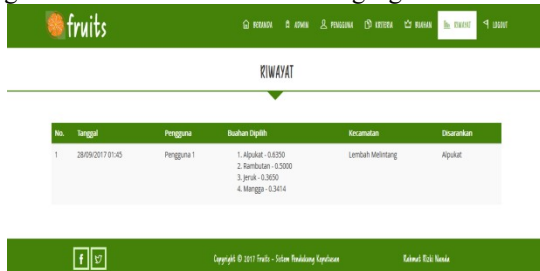 fruits
BERANDA ADMIN PENGGUNA KRITERIA BUAHAN RIWAYAT LOGOUT
RIWAYAT
No. Tanggal Pengguna Buahan Dipilih Kecamatan Disarankan
1 28/09/2017 01:45 Pengguna 1 1. Alpukat - 0.6350 Lembah Melintang Alpukat
2. Rambutan - 0.5000
3. Jeruk - 0.3650
4. Mangga - 0.3414
Copyright © 2017 Fruits - Sistem Pendukung Keputusan Rahmat Rizki Nanda